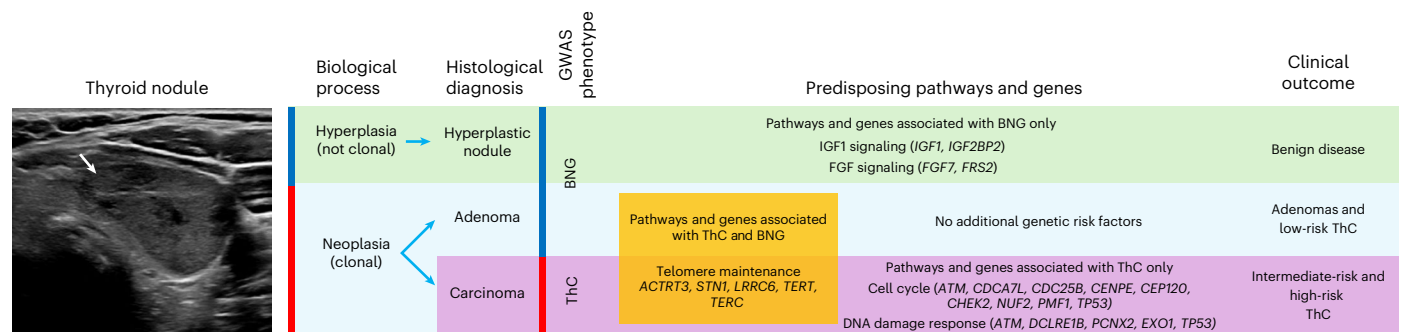 Thyroid nodule
Biological
process
Histological
diagnosis
GWAS
phenotype
Predisposing pathways and genes
Clinical
outcome
Hyperplasia
(not clonal)
Hyperplastic
nodule
BNG
Pathways and genes associated with BNG only
IGF1 signaling (IGF1, IGF2BP2)
FGF signaling (FGF7, FRS2)
Benign disease
Neoplasia
(clonal)
Adenoma
Pathways and genes associated
with ThC and BNG
No additional genetic risk factors
Adenomas and
low-risk ThC
Carcinoma
ThC
Telomere maintenance
ACTRT3, STN1, LRRC6, TERT,
TERC
Pathways and genes associated with ThC only
Cell cycle (ATM, CDCA7L, CDC25B, CENPE, CEP120,
CHEK2, NUF2, PMF1, TP53)
DNA damage response (ATM, DCLRE1B, PCNX2, EXO1, TP53)
Intermediate-risk and
high-risk
ThC